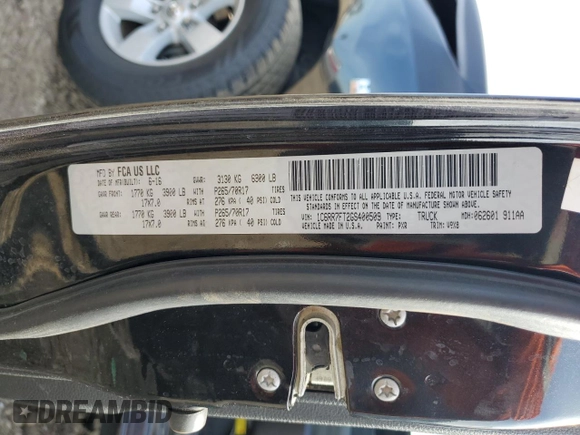 MFD BY FCA US LLC
DATE OF MFR(BUILT): 6-16 GVWR: 3130 KG 6900 LB
GAWR FRONT: 1770 KG 3900 LB WITH P265/70R17 TIRES
17X7.0 RIMS AT 276 KPA ( 40 PSI) COLD
GAWR REAR: 1770 KG 3900 LB WITH P265/70R17 TIRES
17X7.0 RIMS AT 276 KPA ( 40 PSI) COLD
THIS VEHICLE CONFORMS TO ALL APPLICABLE U.S.A. FEDERAL MOTOR VEHICLE SAFETY
STANDARDS IN EFFECT ON THE DATE OF MANUFACTURE SHOWN ABOVE.
VIN: 1C6RR7FT2GS400509 TYPE: TRUCK MDH: 062601 911AA
VEHICLE MADE IN U.S.A. PAINT: PXR TRIM: V9X8
DREAMBID